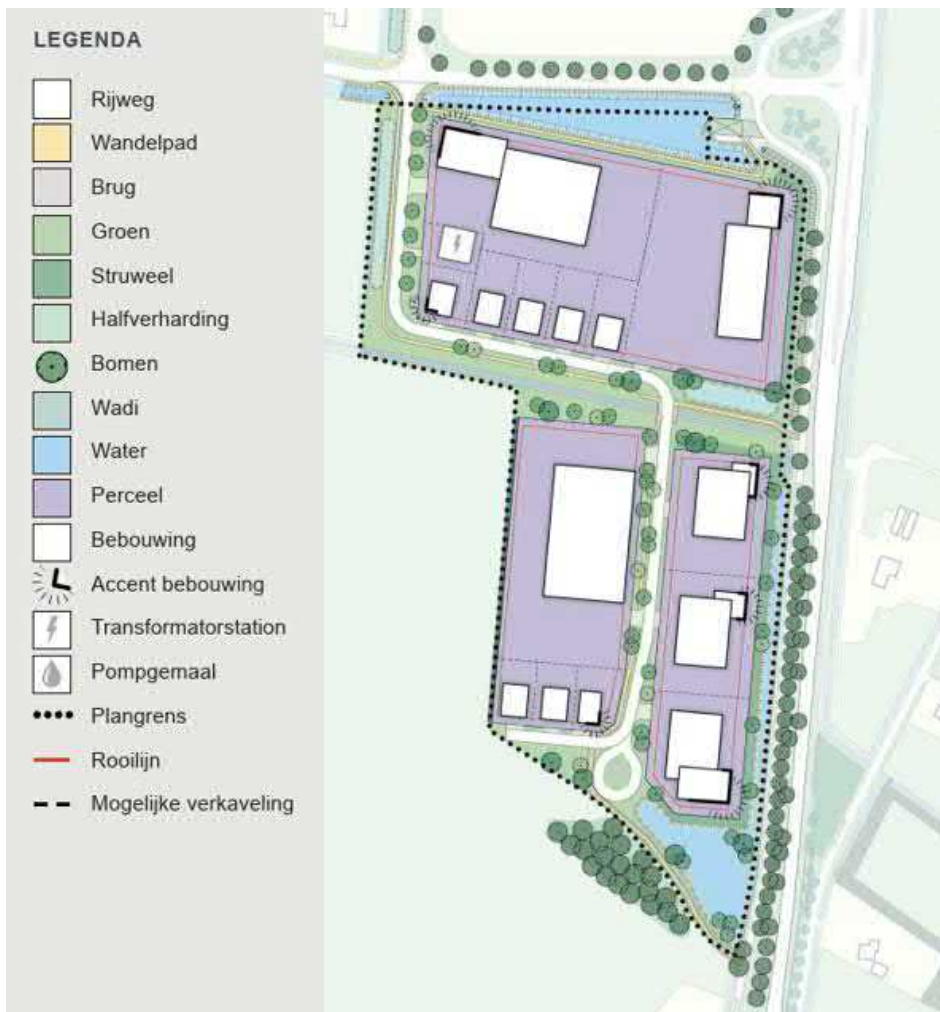 LEGENDA
Rijweg
Wandelpad
Brug
Groen
Struweel
Halfverharding
Bomen
Wadi
Water
Perceel
Bebouwing
Accent bebouwing
Transformatorstation
Pompgemaal
Plangrens
Rooilijn
Mogelijke verkaveling